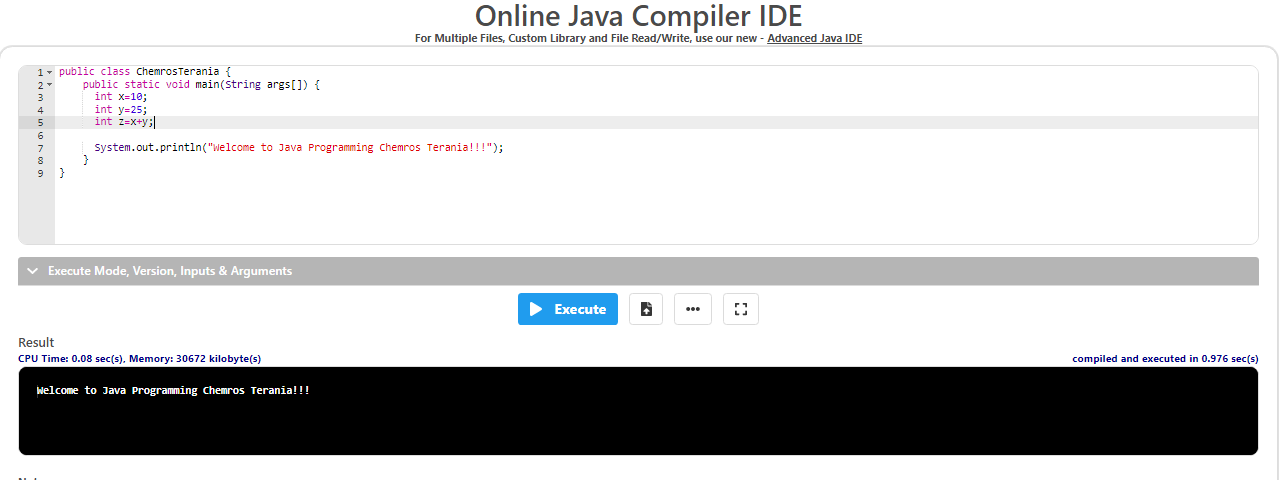 Online Java Compiler IDE
For Multiple Files, Custom Library and File Read/Write, use our new - Advanced Java IDE
1 public class ChemrosTerania {
2 public static void main(String args[]) {
3 int x=10;
4 int y=25;
5 int z=x+y;
6
7 System.out.println("Welcome to Java Programming Chemros Terania!!!");
8 }
9 }
Execute Mode, Version, Inputs & Arguments
Execute
Result
CPU Time: 0.08 sec(s), Memory: 30672 kilobyte(s) compiled and executed in 0.976 sec(s)
Welcome to Java Programming Chemros Terania!!!